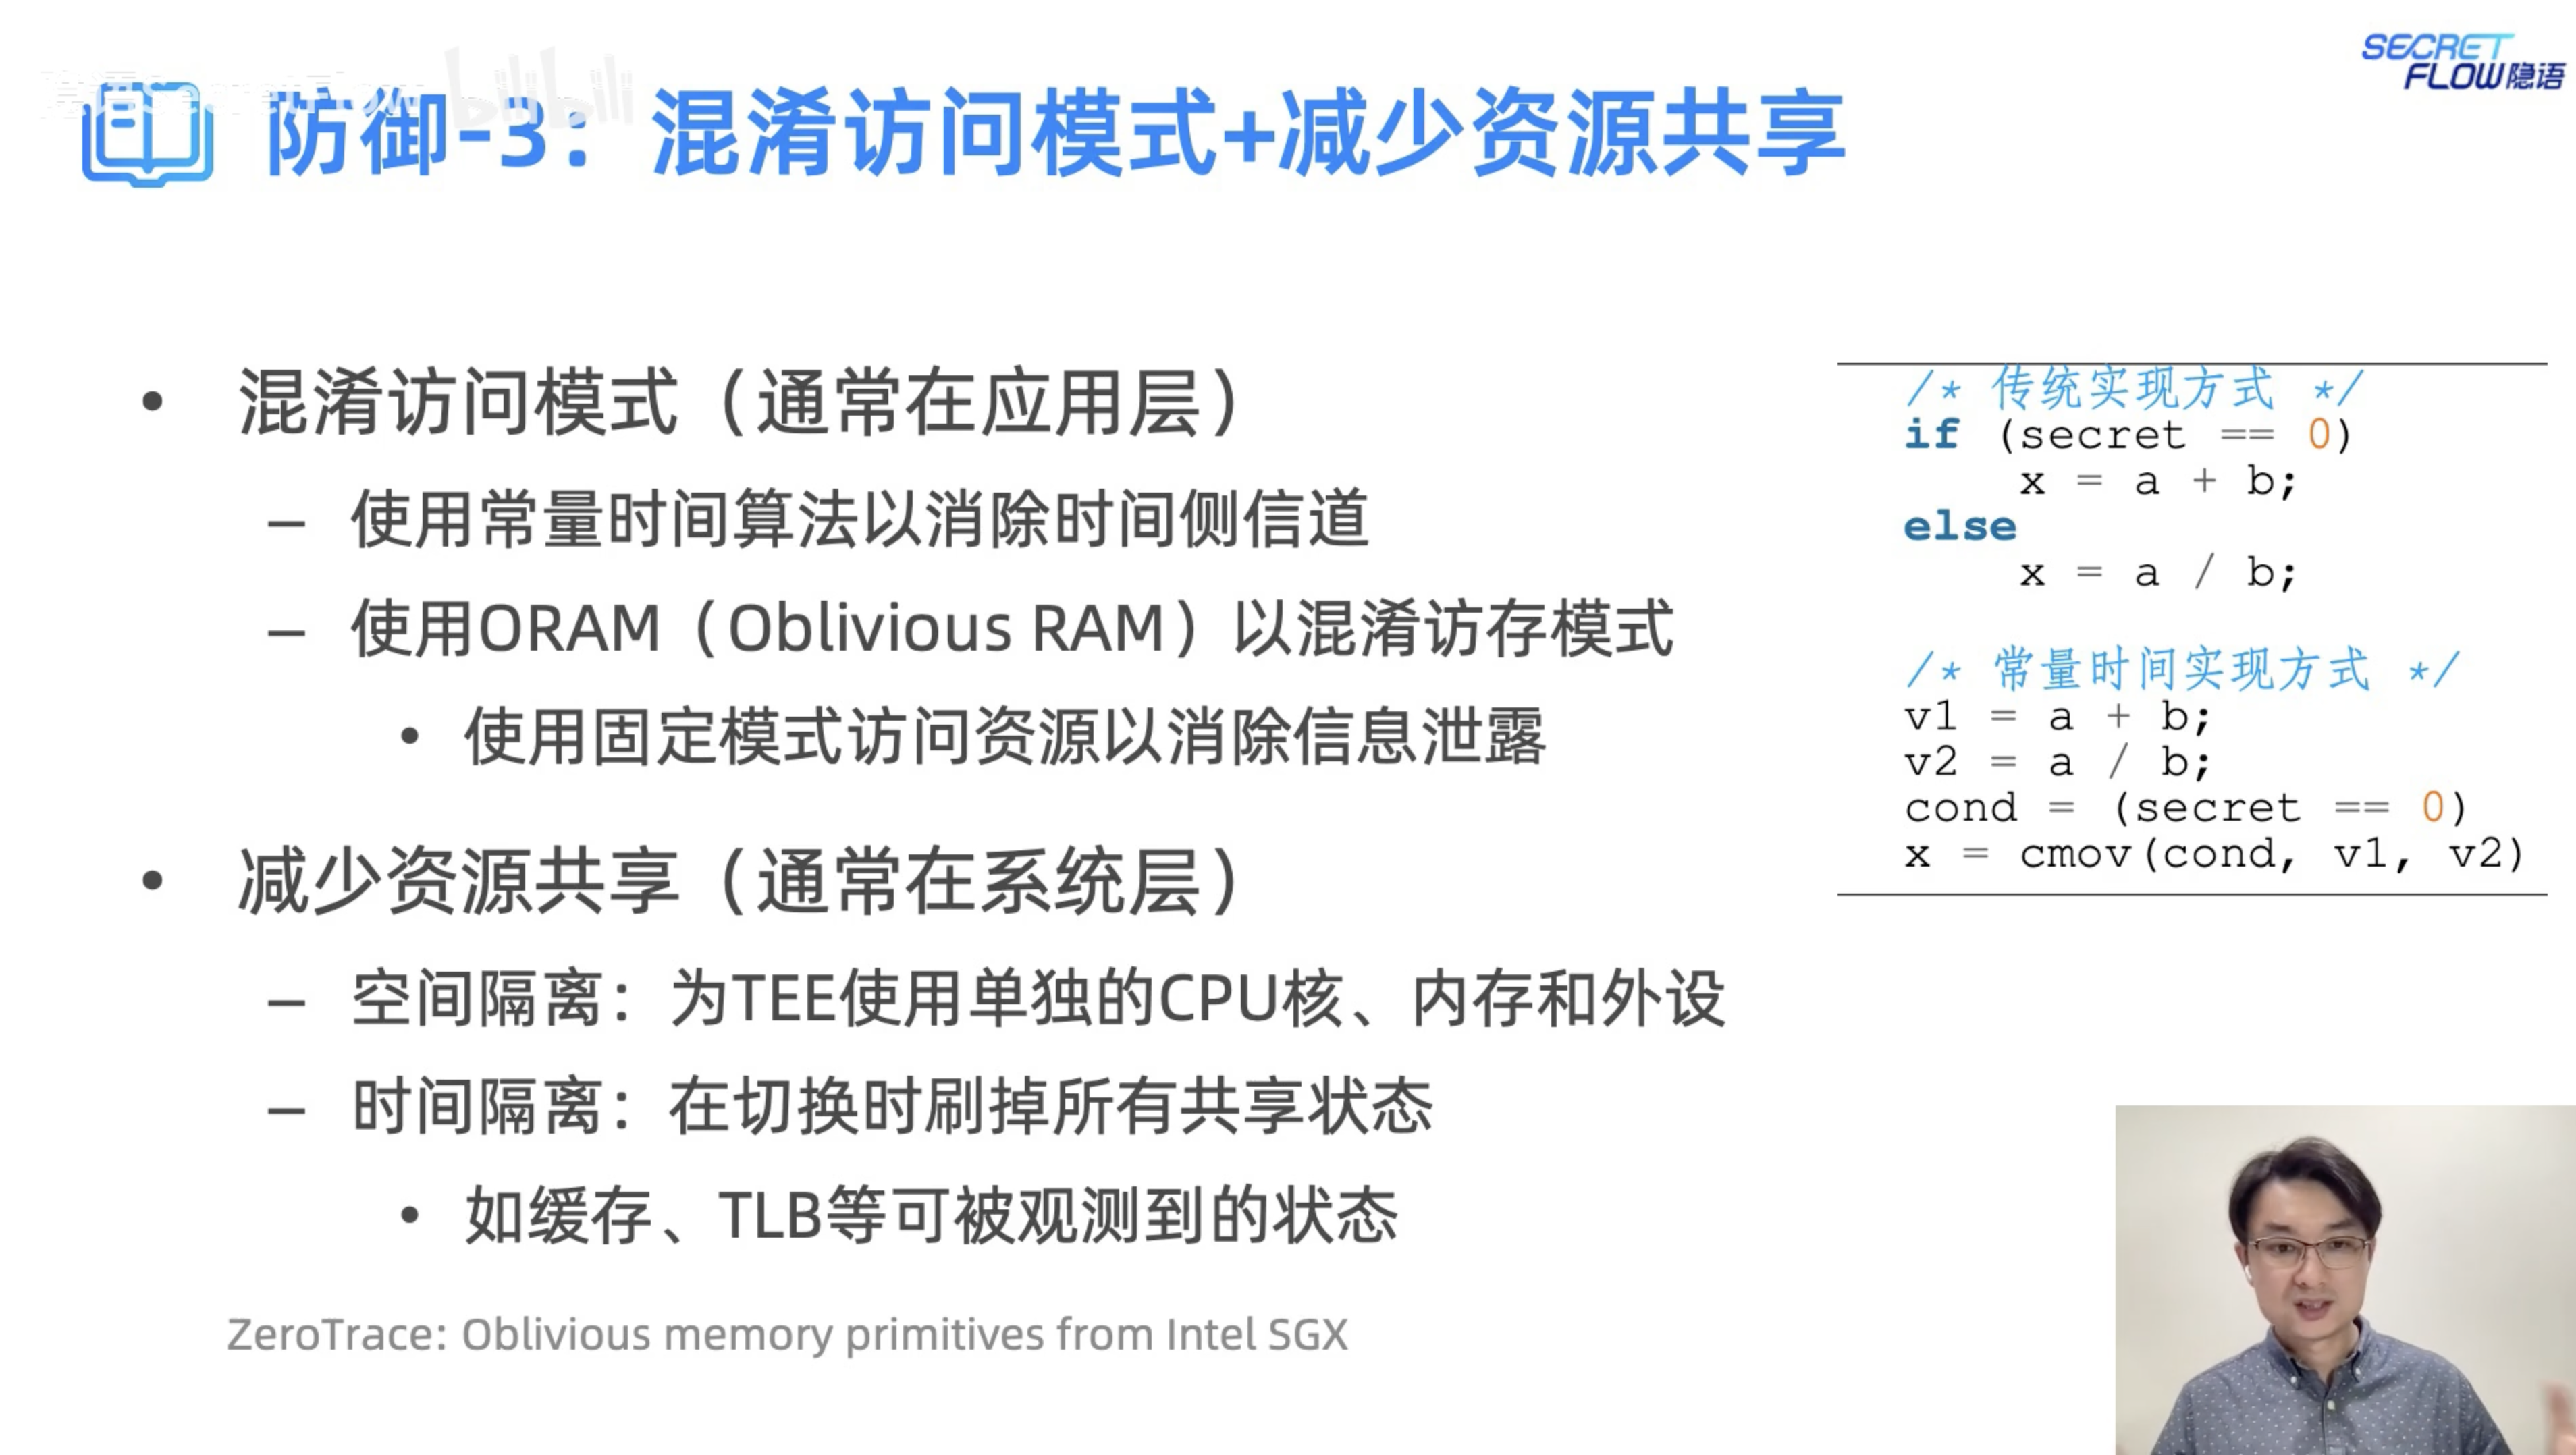 隐语SecretFlow bilibili
SECRET
FLOW隐语
防御-3：混淆访问模式+减少资源共享
• 混淆访问模式（通常在应用层）
– 使用常量时间算法以消除时间侧信道
– 使用ORAM（Oblivious RAM）以混淆访存模式
• 使用固定模式访问资源以消除信息泄露
• 减少资源共享（通常在系统层）
– 空间隔离：为TEE使用单独的CPU核、内存和外设
– 时间隔离：在切换时刷掉所有共享状态
• 如缓存、TLB等可被观测到的状态
ZeroTrace: Oblivious memory primitives from Intel SGX
/* 传统实现方式 */
if (secret == 0)
x = a + b;
else
x = a / b;
/* 常量时间实现方式 */
v1 = a + b;
v2 = a / b;
cond = (secret == 0)
x = cmov(cond, v1, v2)